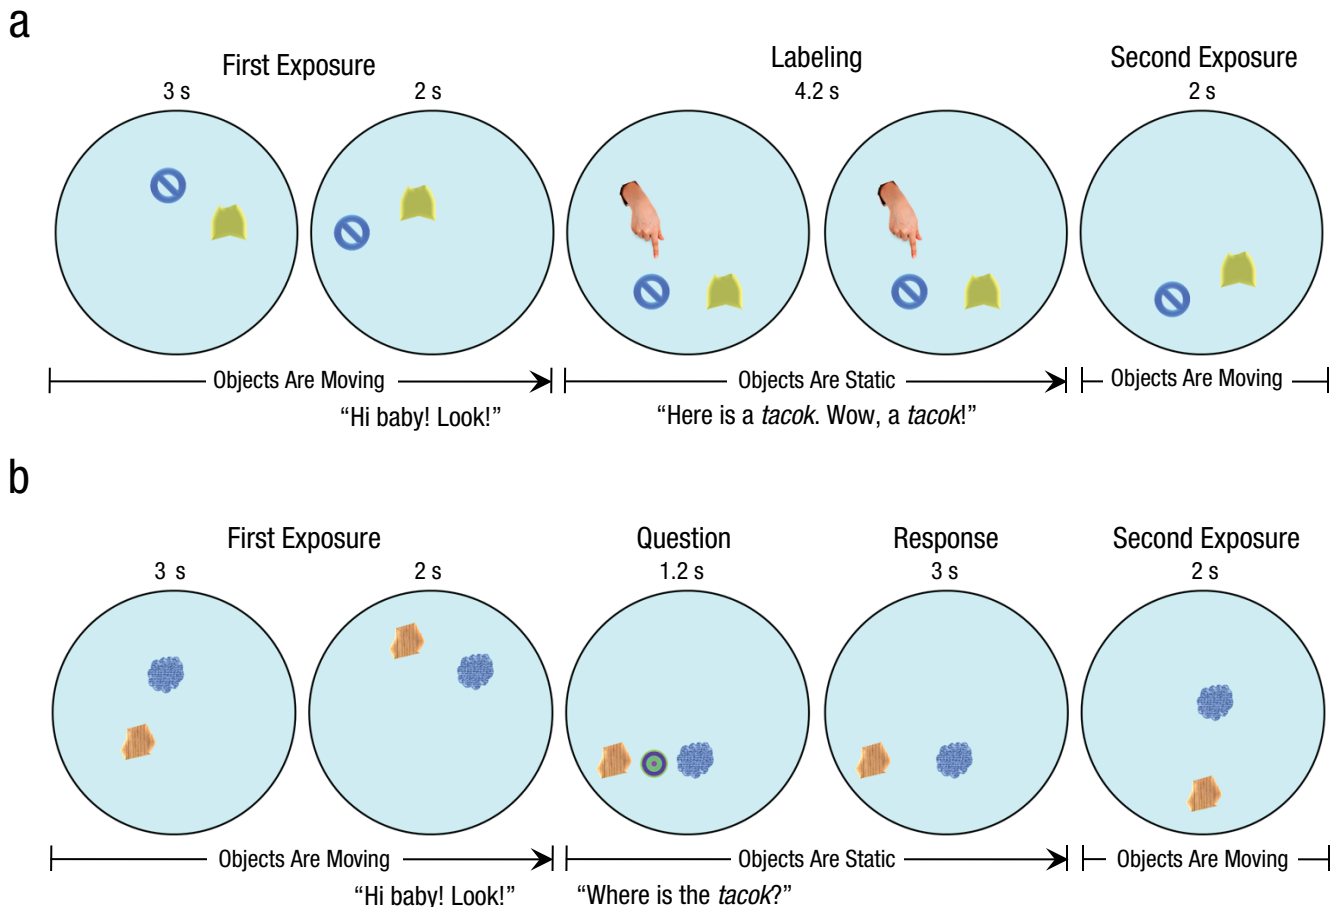 a
First Exposure
Labeling
Second Exposure
3 s
2 s
4.2 s
2 s
Objects Are Moving
Objects Are Static
Objects Are Moving
“Hi baby! Look!”
“Here is a tacok. Wow, a tacok!”
b
First Exposure
Question
Response
Second Exposure
3 s
2 s
1.2 s
3 s
2 s
Objects Are Moving
Objects Are Static
Objects Are Moving
“Hi baby! Look!”
“Where is the tacok?”